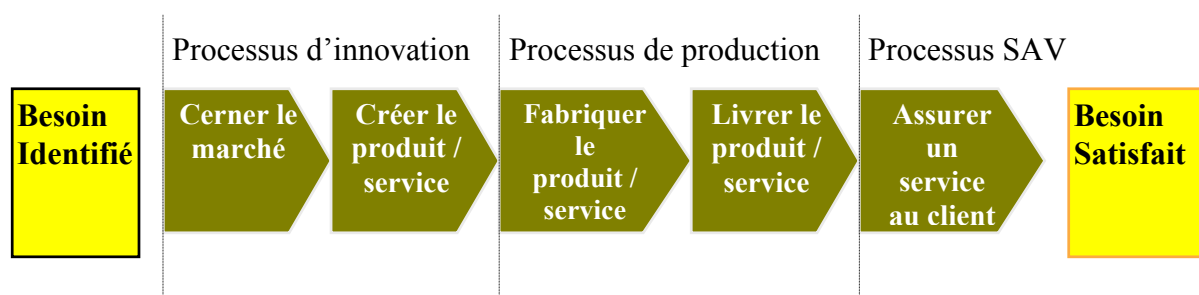 Processus d’innovation
Processus de production
Processus SAV
Besoin
Identifié
Cerner le
marché
Créer le
produit /
service
Fabriquer
le
produit /
service
Livrer le
produit /
service
Assurer
un
service
au client
Besoin
Satisfait